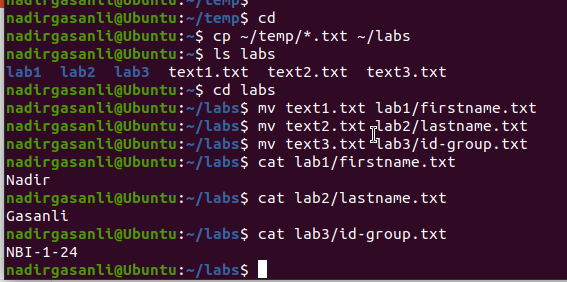 nadirgasanli@Ubuntu:~/temp$
nadirgasanli@Ubuntu:~/temp$ cd
nadirgasanli@Ubuntu:~$ cp ~/temp/*.txt ~/labs
nadirgasanli@Ubuntu:~$ ls labs
lab1 lab2 lab3 text1.txt text2.txt text3.txt
nadirgasanli@Ubuntu:~$ cd labs
nadirgasanli@Ubuntu:~/labs$ mv text1.txt lab1/firstname.txt
nadirgasanli@Ubuntu:~/labs$ mv text2.txt lab2/lastname.txt
nadirgasanli@Ubuntu:~/labs$ mv text3.txt lab3/id-group.txt
nadirgasanli@Ubuntu:~/labs$ cat lab1/firstname.txt
Nadir
nadirgasanli@Ubuntu:~/labs$ cat lab2/lastname.txt
Gasanli
nadirgasanli@Ubuntu:~/labs$ cat lab3/id-group.txt
NBI-1-24
nadirgasanli@Ubuntu:~/labs$